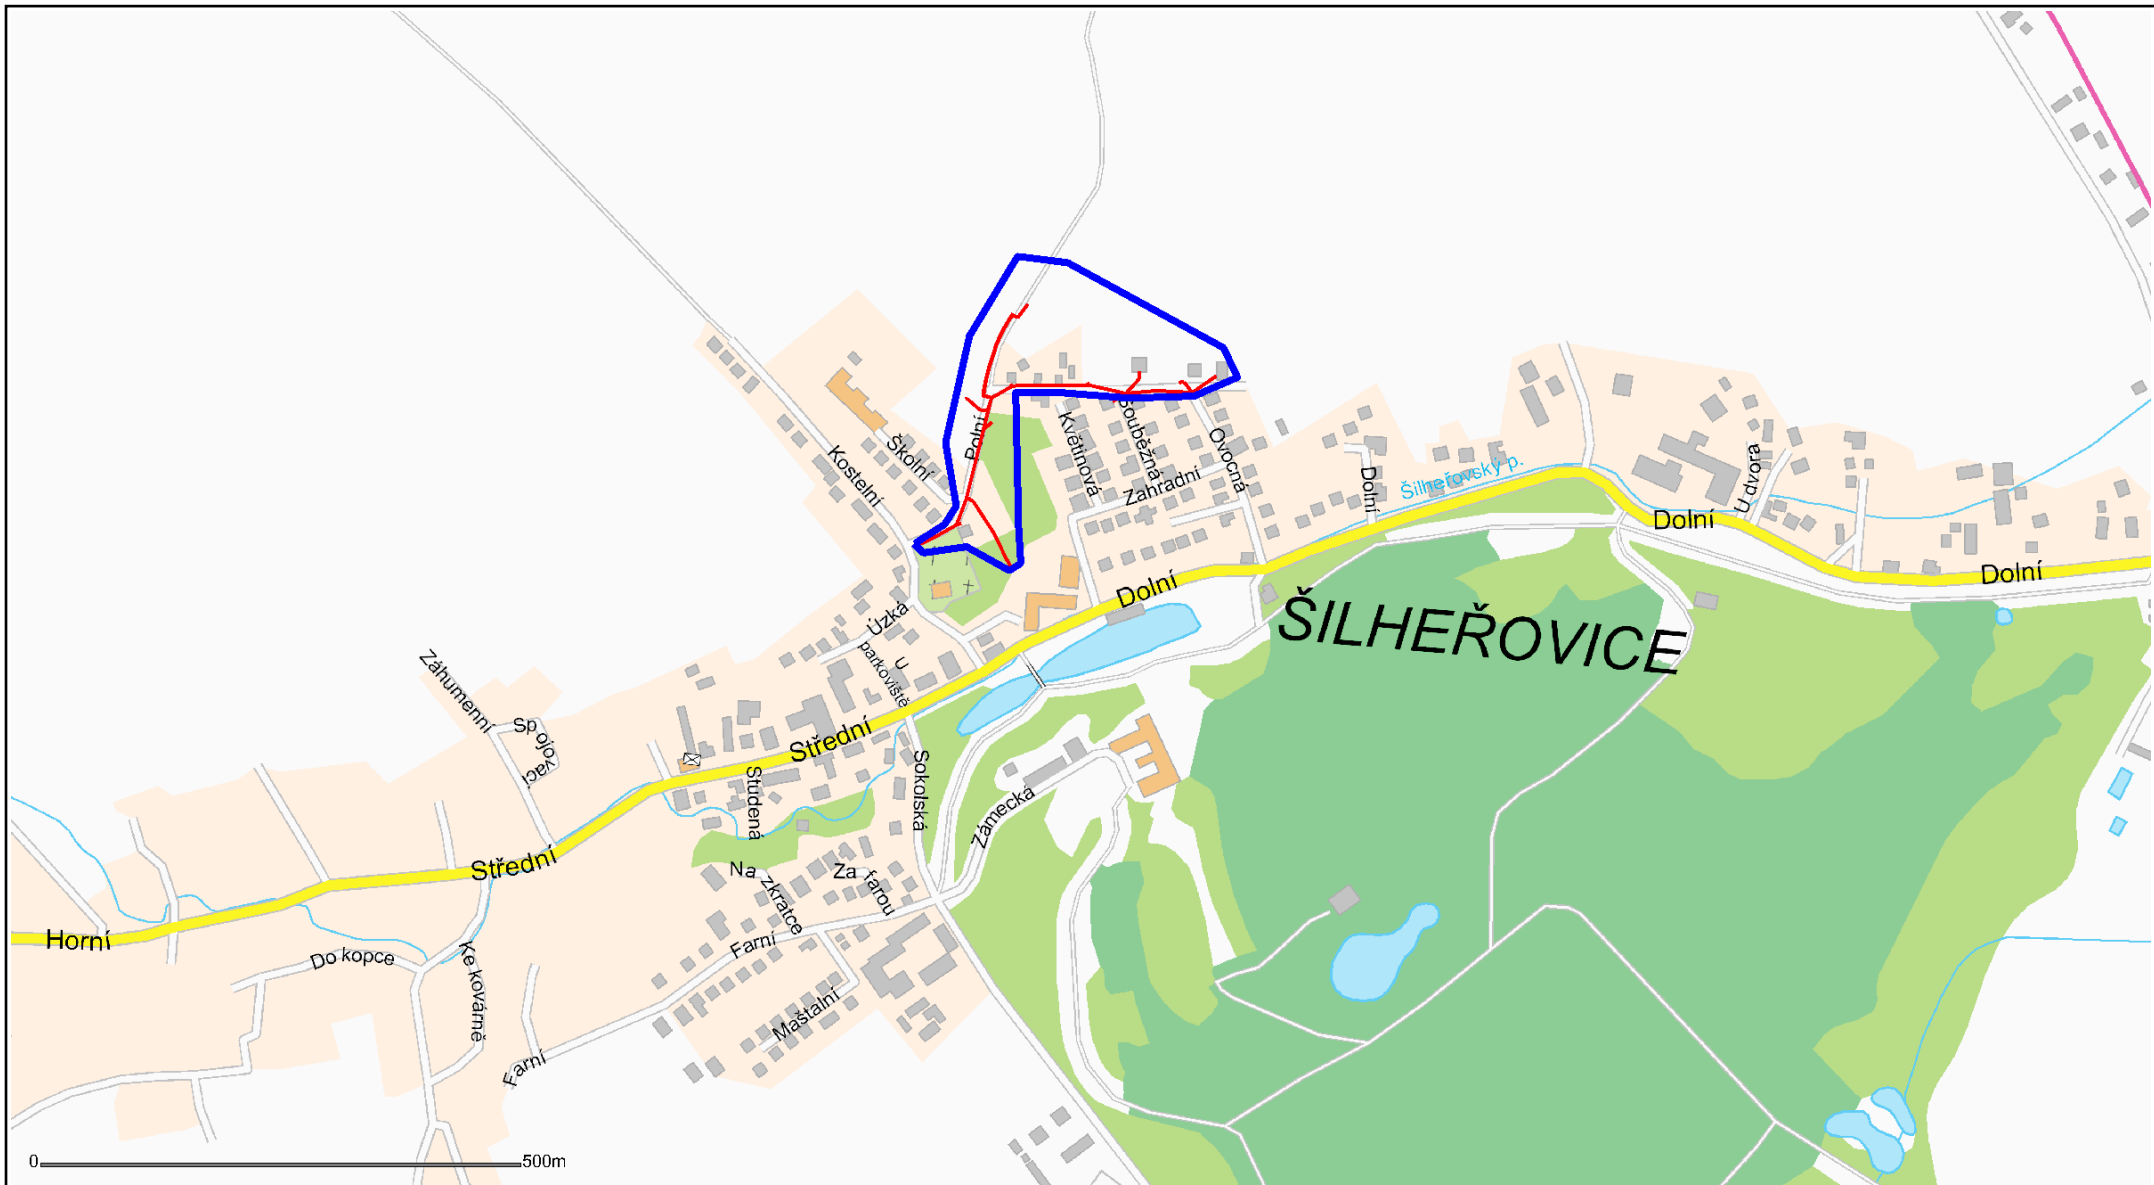 Polní
Školní
Kostelní
Květinová
Souběžná
Ovocná
Zahradní
Dolní
Šilheřovský p.
U dvora
Dolní
Dolní
Dolní
ŠILHEŘOVICE
Úzká
U
parkoviště
Záhumenní
Spojovací
Střední
Studená
Sokolská
Zámecká
Střední
Na
zkratce
Za
farou
Horní
Do kopce
Ke kovárně
Farní
Maštalní
Farní
0
500m